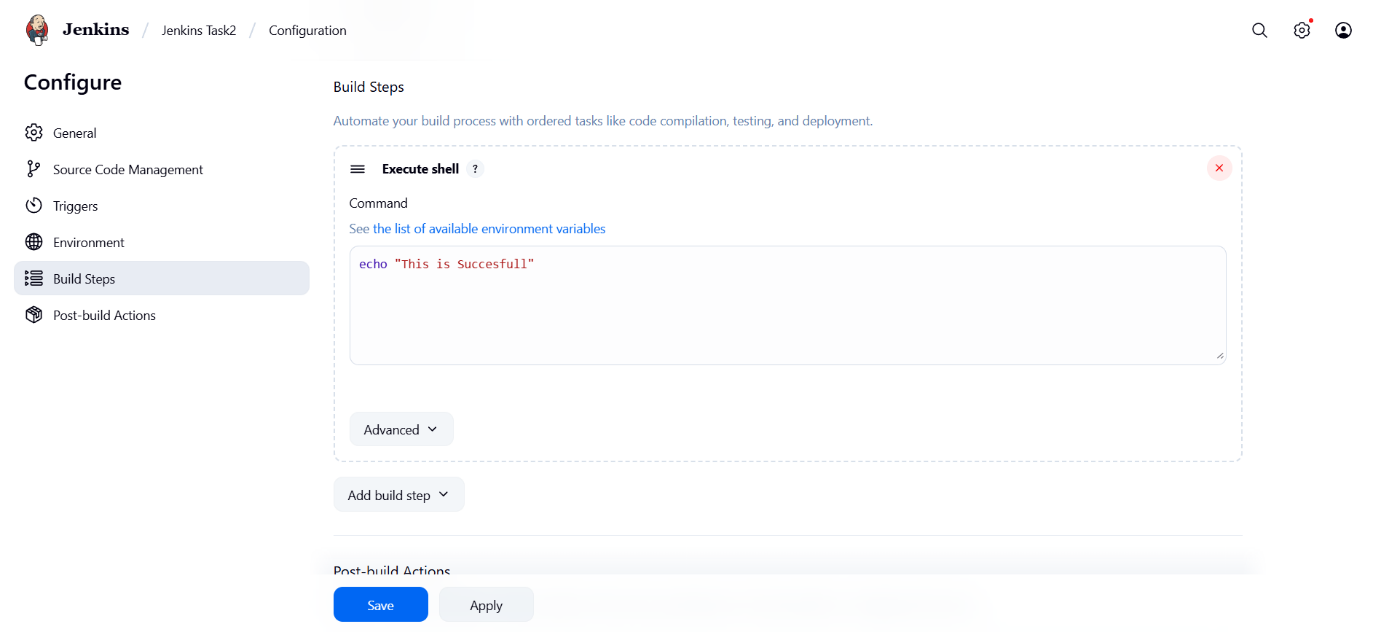 Jenkins / Jenkins Task2 / Configuration
Configure
General
Source Code Management
Triggers
Environment
Build Steps
Post-build Actions
Build Steps
Automate your build process with ordered tasks like code compilation, testing, and deployment.
Execute shell ?
Command
See the list of available environment variables
echo "This is Succesfull"
Advanced
Add build step
Post-build Actions
Save
Apply